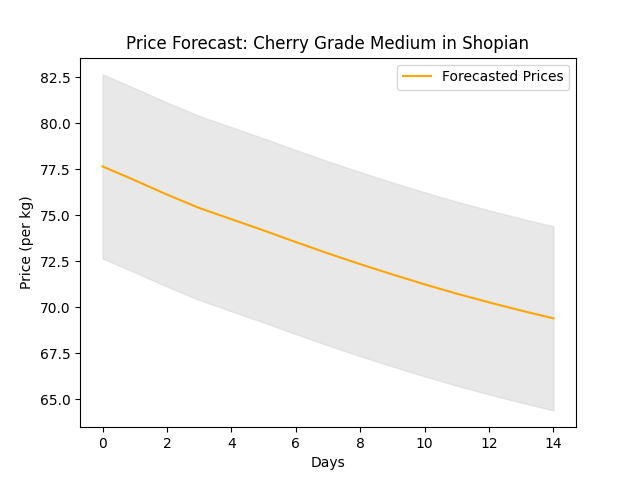 Price Forecast: Cherry Grade Medium in Shopian
Forecasted Prices
82.5
80.0
77.5
75.0
72.5
70.0
67.5
65.0
Price (per kg)
0 2 4 6 8 10 12 14
Days